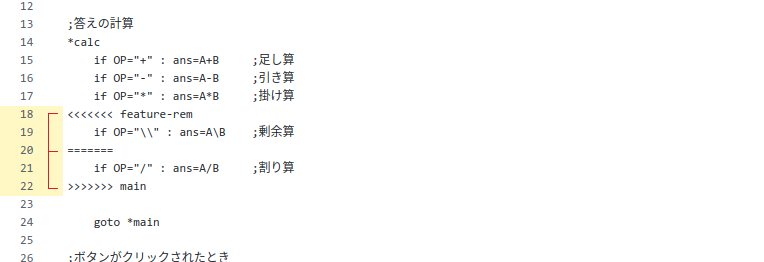 12
13 ;答えの計算
14 *calc
15 if OP="+" : ans=A+B ;足し算
16 if OP="-" : ans=A-B ;引き算
17 if OP="*" : ans=A*B ;掛け算
18 <<<<<<< feature-rem
19 if OP="\\" : ans=A\B ;剰余算
20 =======
21 if OP="/" : ans=A/B ;割り算
22 >>>>>>> main
23
24 goto *main
25
26 ;ボタンがクリックされたとき